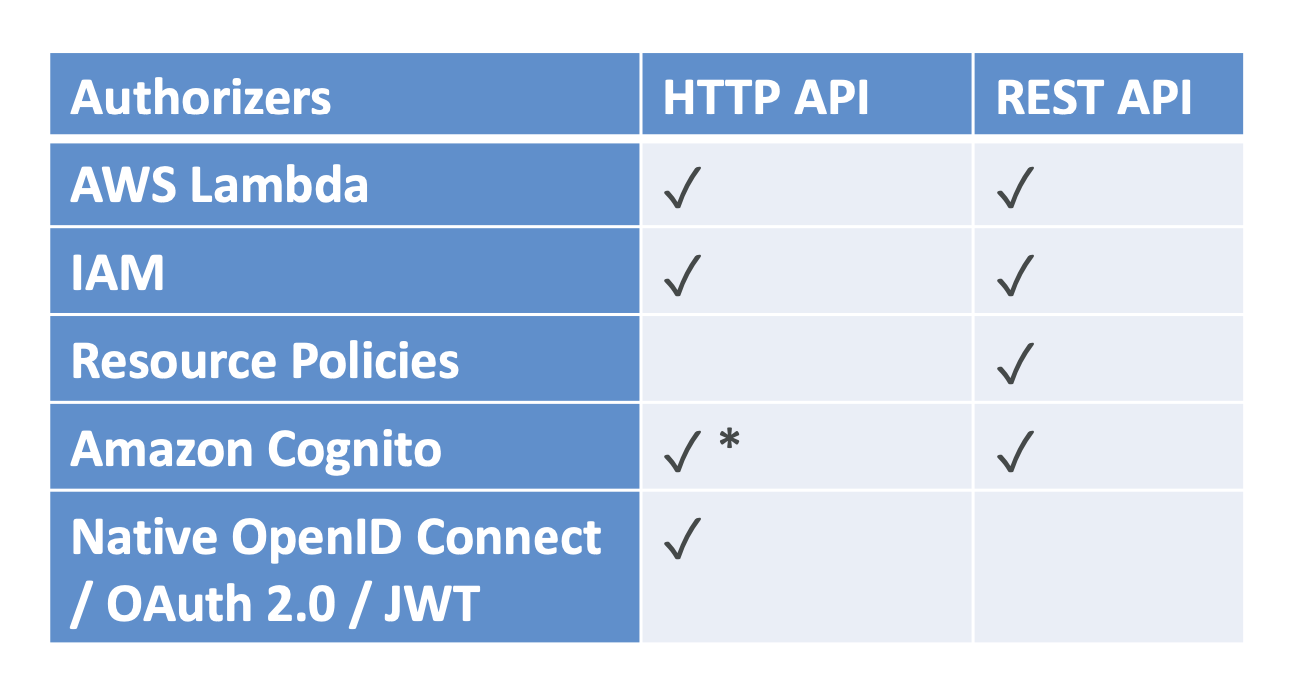 Authorizers HTTP API REST API
AWS Lambda ✓ ✓
IAM ✓ ✓
Resource Policies ✓
Amazon Cognito ✓ * ✓
Native OpenID Connect ✓
/ OAuth 2.0 / JWT